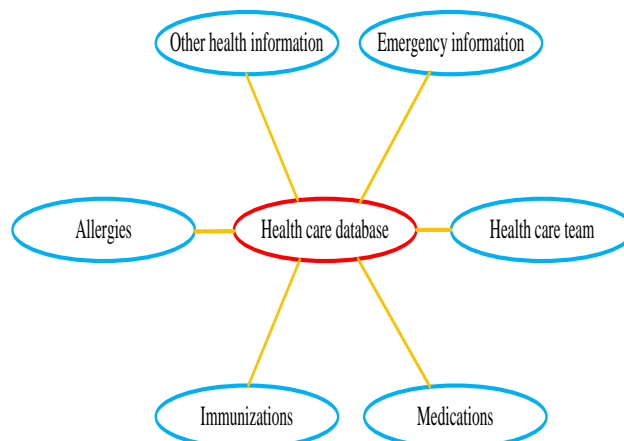 Other health information
Emergency information
Allergies
Health care database
Health care team
Immunizations
Medications